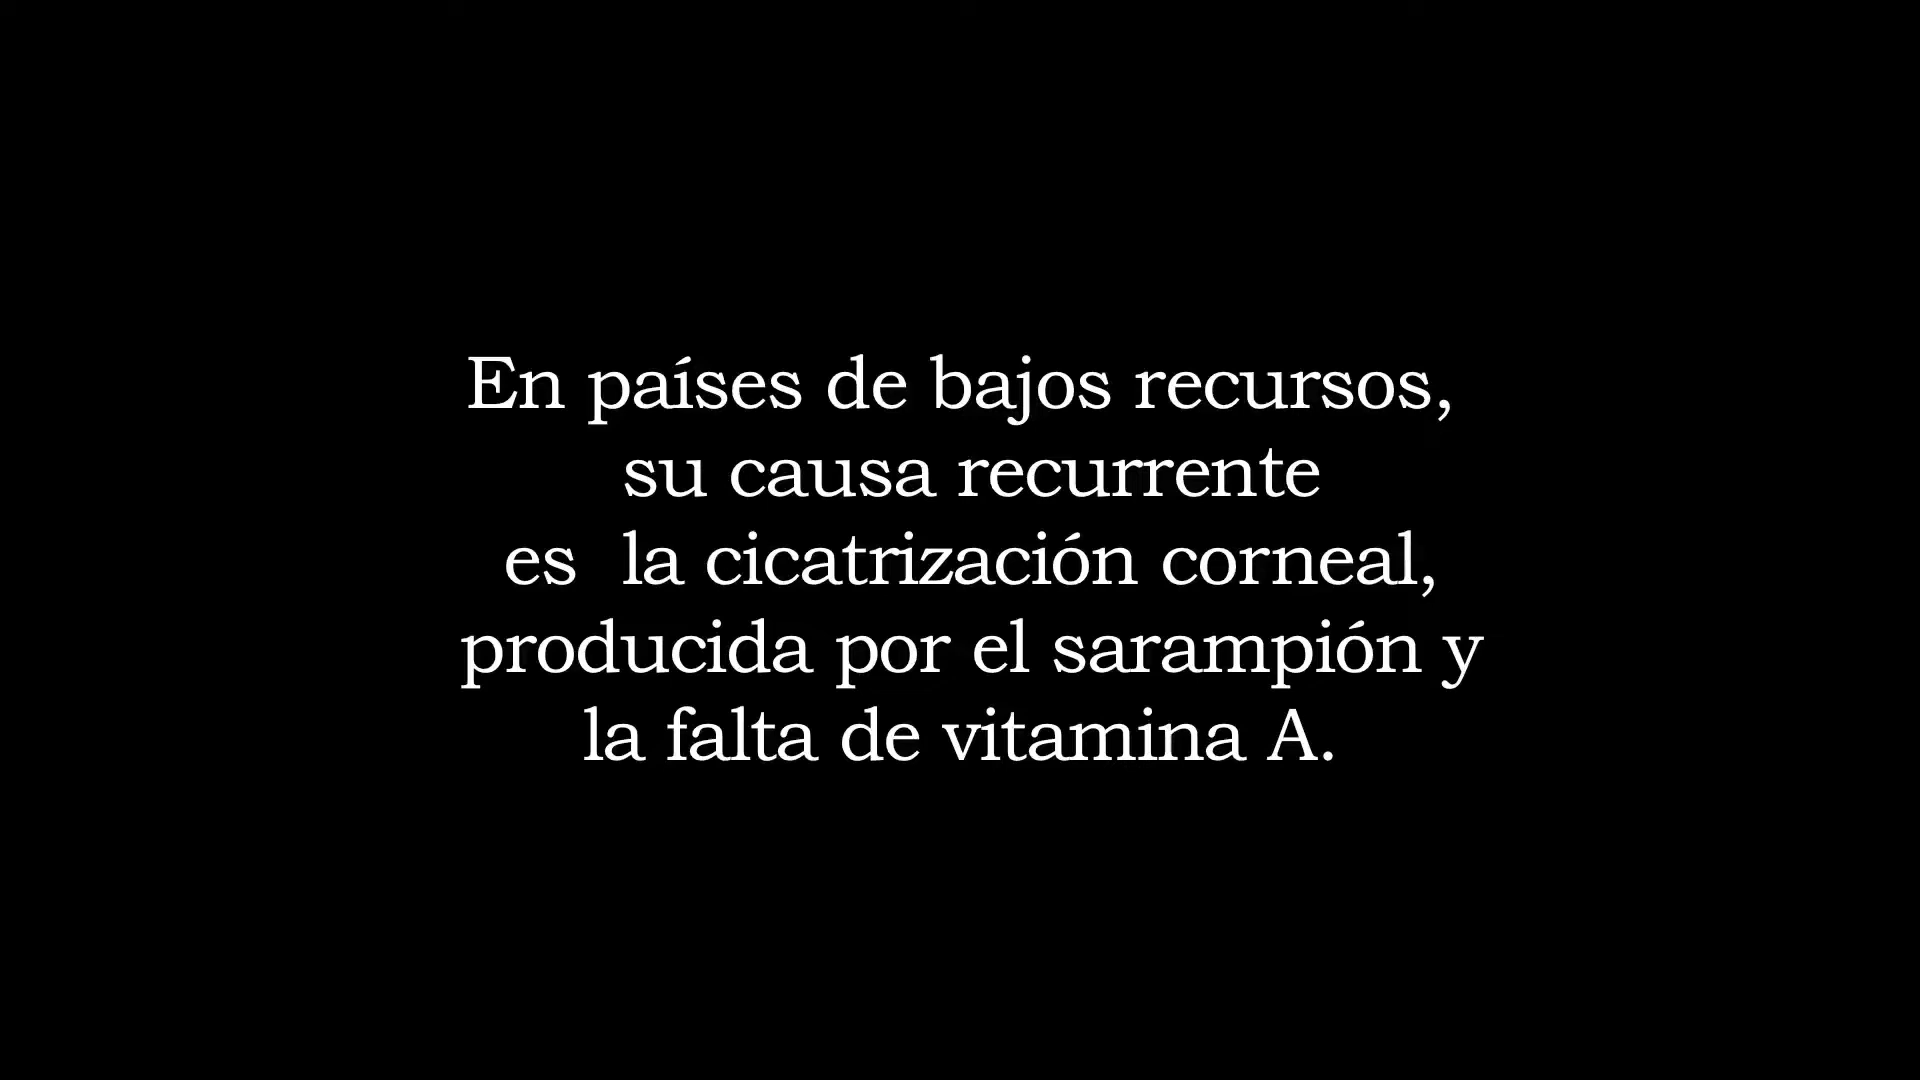 En países de bajos recursos,
su causa recurrente
es  la cicatrización corneal,
producida por el sarampión y
la falta de vitamina A.